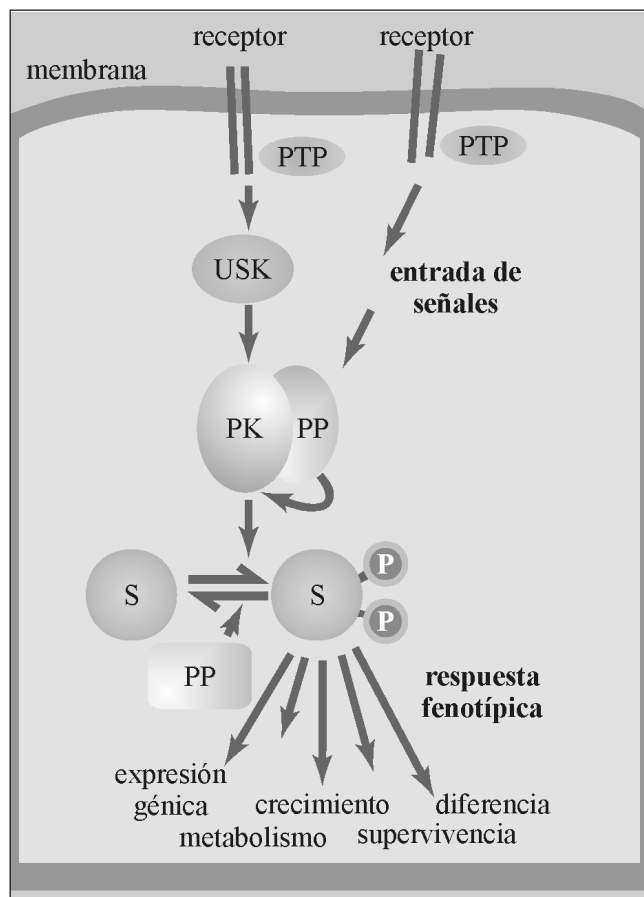 receptor
receptor
membrana
PTP
PTP
USK
entrada de
señales
PK
PP
S
S
P
P
PP
respuesta
fenotípica
expresión
génica
crecimiento
diferencia
metabolismo
supervivencia